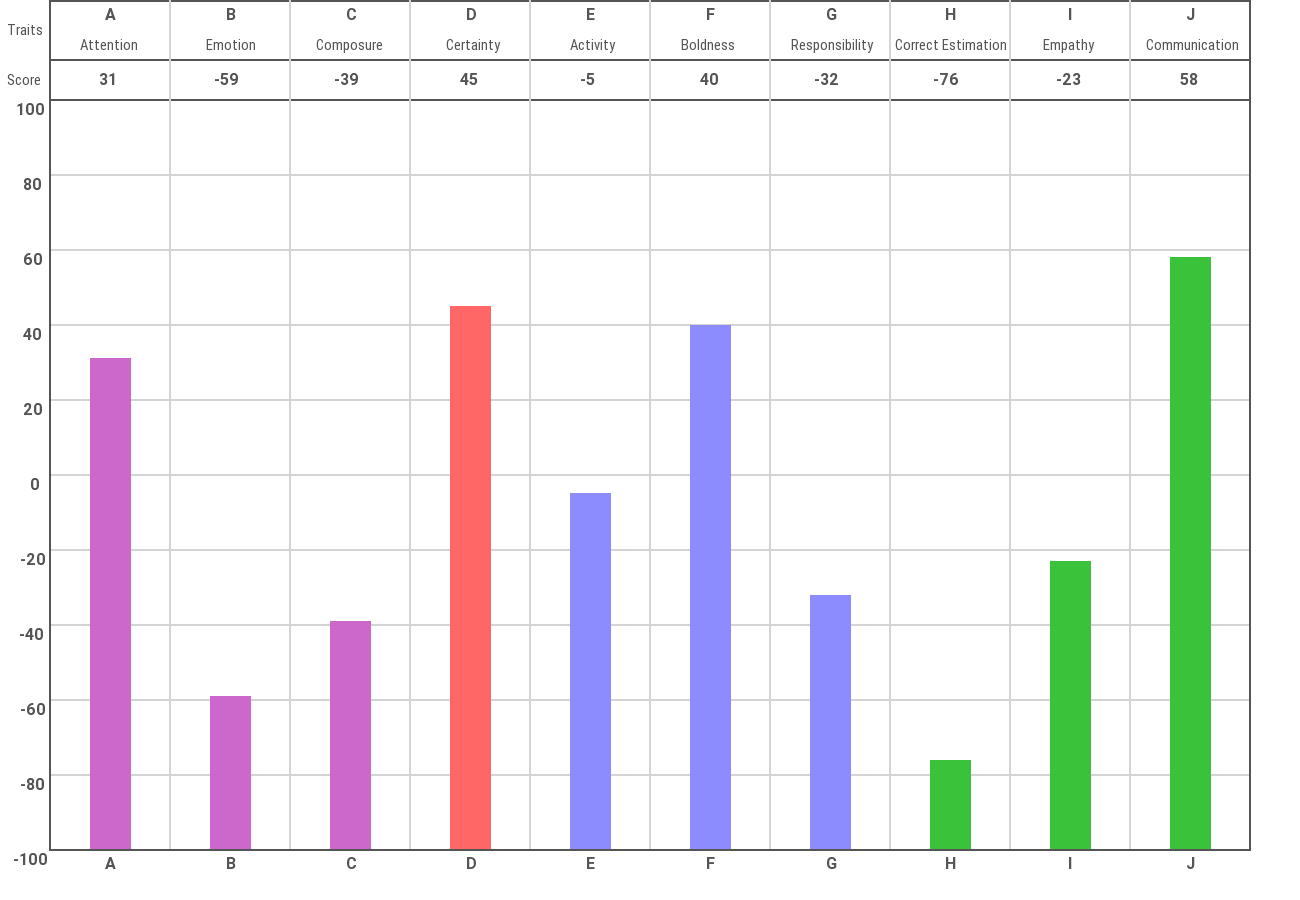 A B C D E F G H I J
Traits
Attention Emotion Composure Certainty Activity Boldness Responsibility Correct Estimation Empathy Communication
Score 31 -59 -39 45 -5 40 -32 -76 -23 58
100
80
60
40
20
0
-20
-40
-60
-80
-100
A B C D E F G H I J